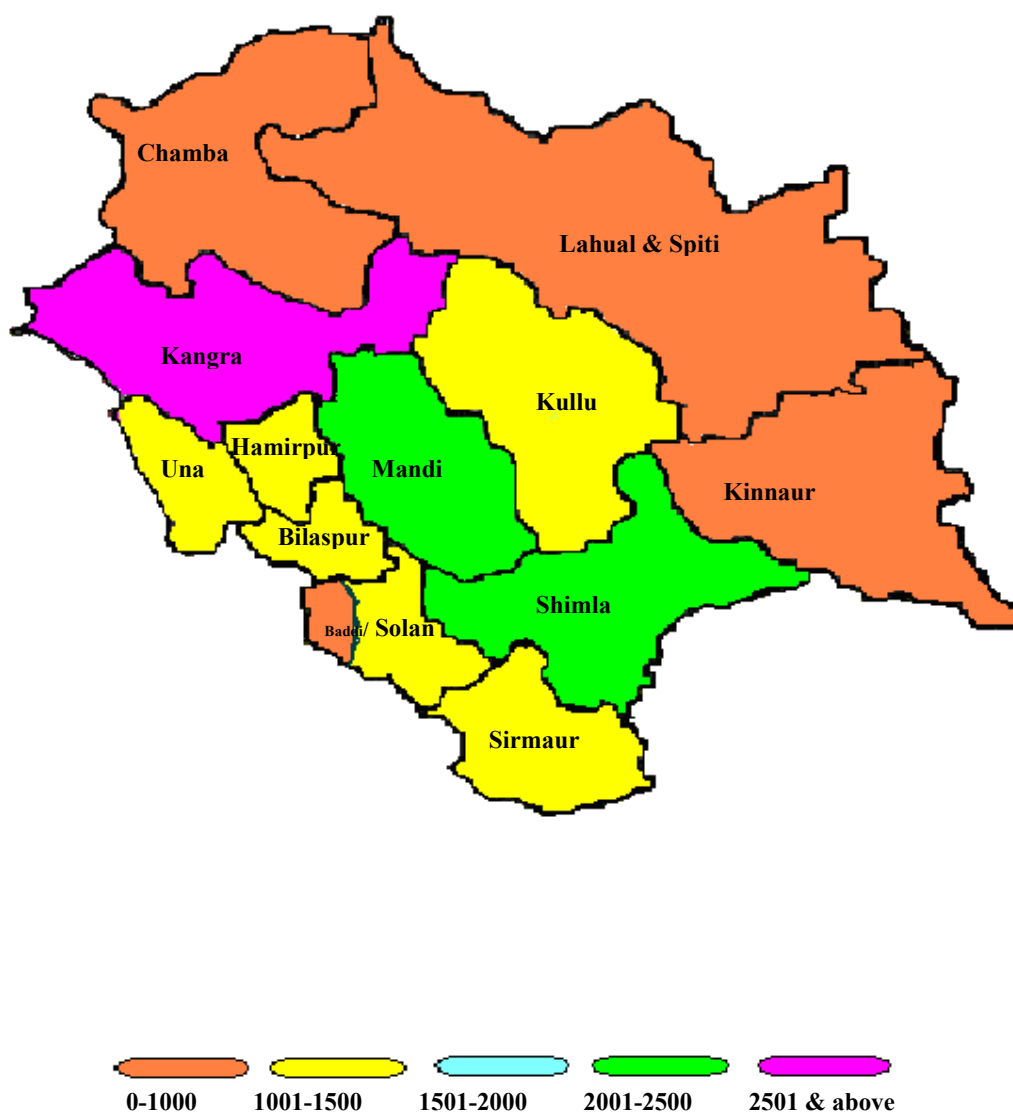 Chamba
Lahual & Spiti
Kangra
Kullu
Hamirpur
Una
Mandi
Kinnaur
Bilaspur
Shimla
Baddi/ Solan
Sirmaur
0-1000 1001-1500 1501-2000 2001-2500 2501 & above